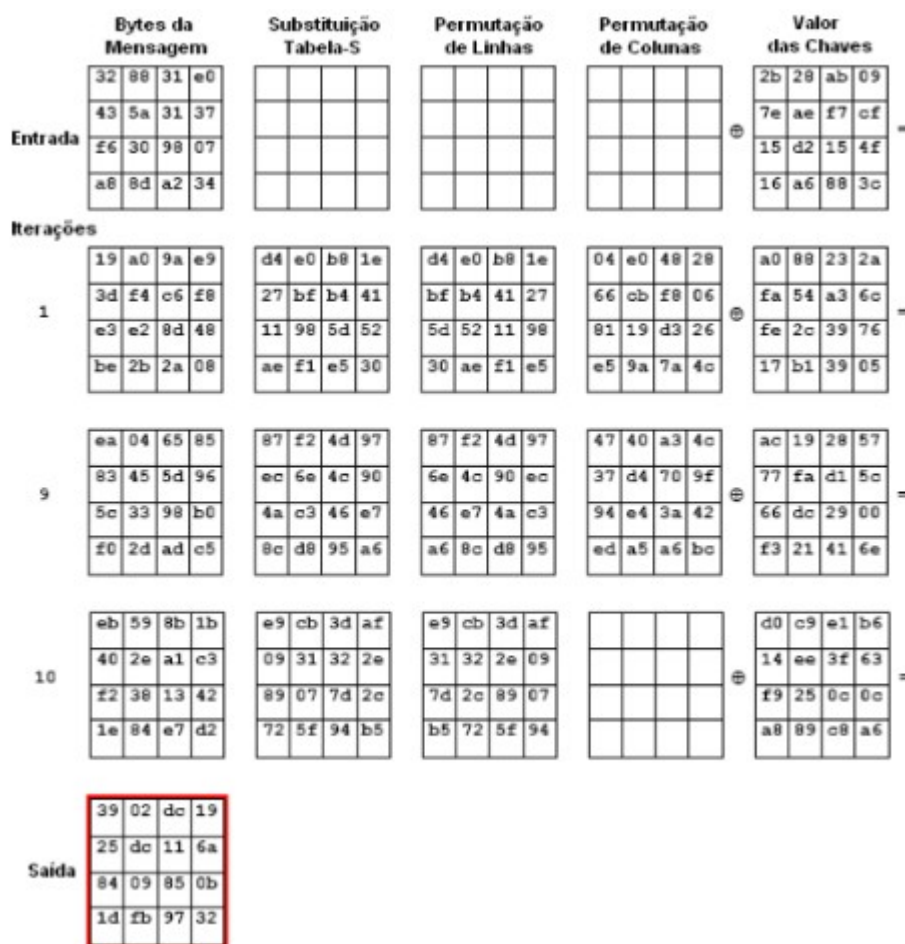 Bytes da Mensagem Substituição Tabela-S Permutação de Linhas Permutação de Colunas Valor das Chaves
32 88 31 e0 2b 28 ab 09
43 5a 31 37 7e ae f7 cf
Entrada f6 30 98 07 ⊕ 15 d2 15 4f =
a8 8d a2 34 16 a6 88 3c
Iterações
19 a0 9a e9 d4 e0 b8 1e d4 e0 b8 1e 04 e0 48 28 a0 88 23 2a
1 3d f4 c6 f8 27 bf b4 41 bf b4 41 27 66 cb f8 06 ⊕ fa 54 a3 6c =
e3 e2 8d 48 11 98 5d 52 5d 52 11 98 81 19 d3 26 fe 2c 39 76
be 2b 2a 08 ae f1 e5 30 30 ae f1 e5 e5 9a 7a 4c 17 b1 39 05
ea 04 65 85 87 f2 4d 97 87 f2 4d 97 47 40 a3 4c ac 19 28 57
9 83 45 5d 96 ec 6e 4c 90 6e 4c 90 ec 37 d4 70 9f ⊕ 77 fa d1 5c =
5c 33 98 b0 4a c3 46 e7 46 e7 4a c3 94 e4 3a 42 66 dc 29 00
f0 2d ad c5 8c d8 95 a6 a6 8c d8 95 ed a5 a6 bc f3 21 41 6e
eb 59 8b 1b e9 cb 3d af e9 cb 3d af d0 c9 e1 b6
10 40 2e a1 c3 09 31 32 2e 31 32 2e 09 ⊕ 14 ee 3f 63 =
f2 38 13 42 89 07 7d 2c 7d 2c 89 07 f9 25 0c 0c
1e 84 e7 d2 72 5f 94 b5 b5 72 5f 94 a8 89 c8 a6
39 02 dc 19
25 dc 11 6a
Saída 84 09 85 0b
1d fb 97 32